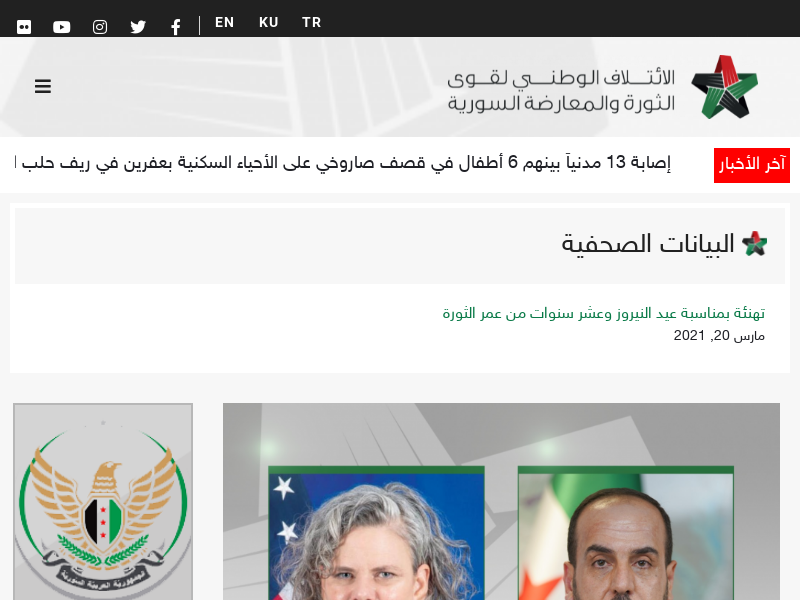 EN KU TR
الائتلاف الوطني لقوى
الثورة والمعارضة السورية
آخر الأخبار
إصابة 13 مدنياً بينهم 6 أطفال في قصف صاروخي على الأحياء السكنية بعفرين في ريف حلب
البيانات الصحفية
تهنئة بمناسبة عيد النيروز وعشر سنوات من عمر الثورة
مارس 20, 2021
الجمهورية العربية السورية